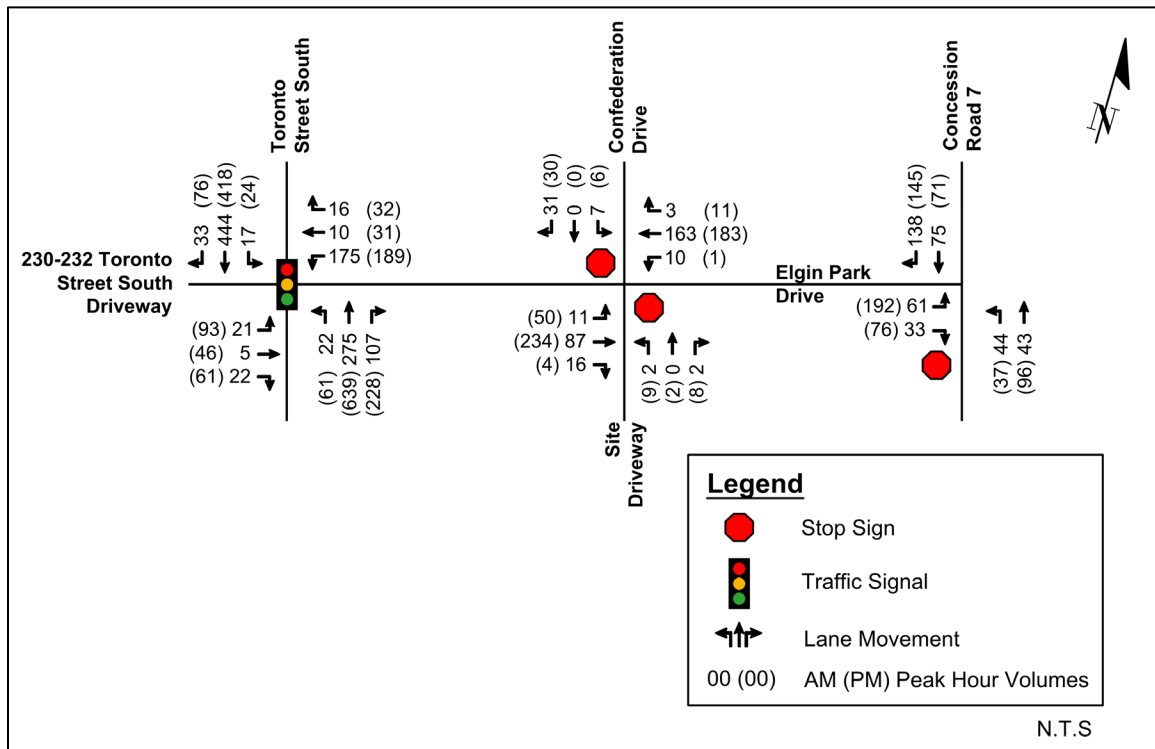 Toronto
Street South
Confederation
Drive
Concession
Road 7
N
33 (76)
444 (418)
17 (24)
16 (32)
10 (31)
175 (189)
31 (30)
0 (0)
7 (6)
3 (11)
163 (183)
10 (1)
138 (145)
75 (71)
230-232 Toronto
Street South
Driveway
Elgin Park
Drive
(93) 21
(46) 5
(61) 22
(61) 22
(639) 275
(228) 107
(50) 11
(234) 87
(4) 16
(9) 2
(2) 0
(8) 2
(192) 61
(76) 33
(37) 44
(96) 43
Site
Driveway
Legend
Stop Sign
Traffic Signal
Lane Movement
00 (00) AM (PM) Peak Hour Volumes
N.T.S